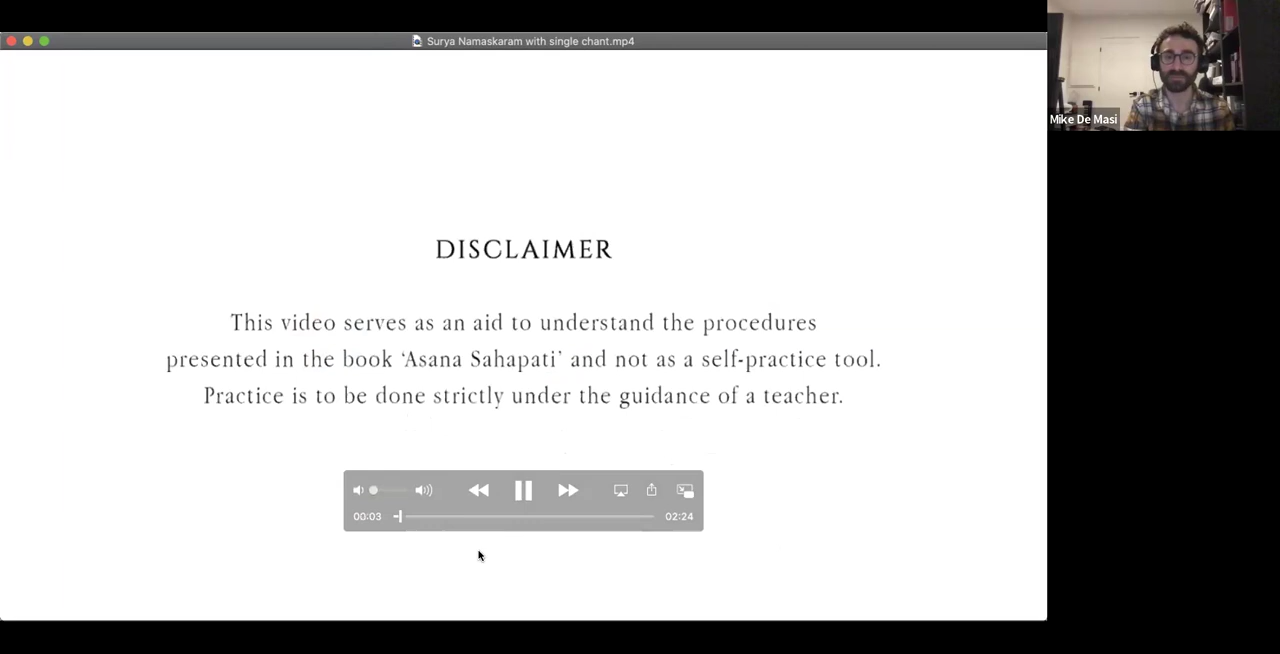 Surya Namaskaram with single chant.mp4
Mike De Masi
DISCLAIMER
This video serves as an aid to understand the procedures
presented in the book ‘Asana Sahapati’ and not as a self-practice tool.
Practice is to be done strictly under the guidance of a teacher.
00:03
02:24